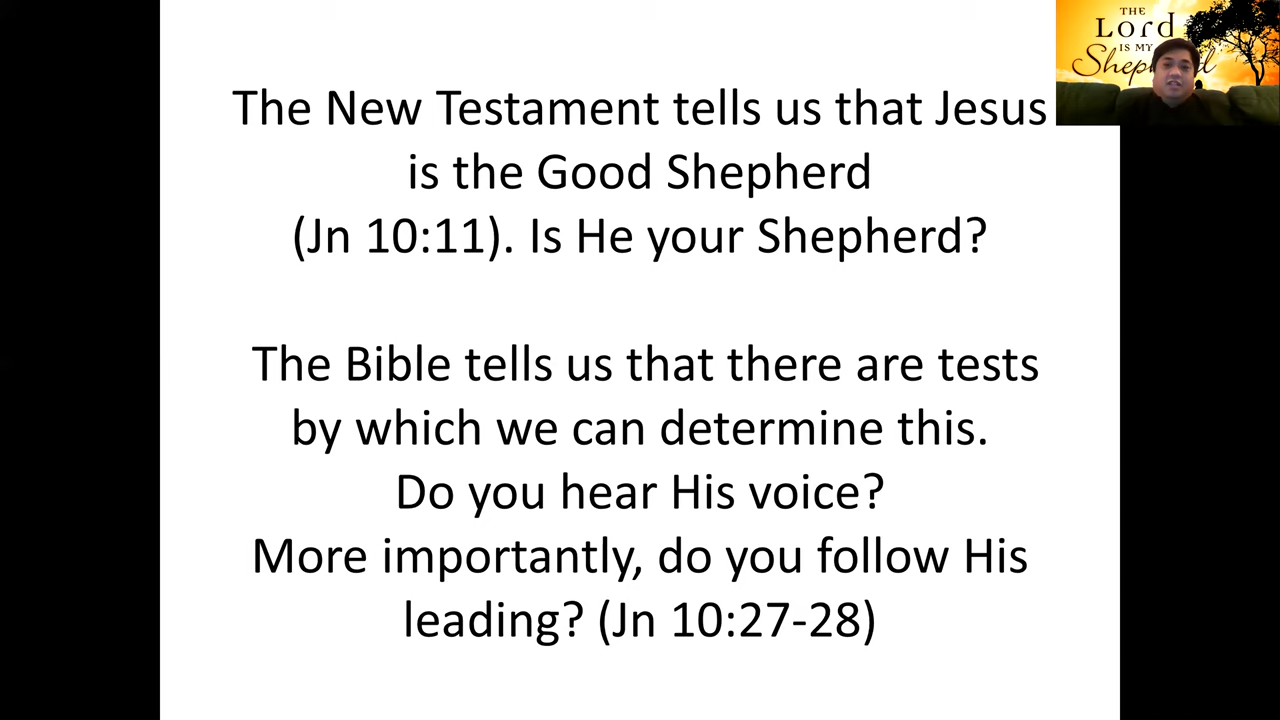 The New Testament tells us that Jesus
is the Good Shepherd
(Jn 10:11). Is He your Shepherd?
The Bible tells us that there are tests
by which we can determine this.
Do you hear His voice?
More importantly, do you follow His
leading? (Jn 10:27-28)
THE
Lord
IS MY